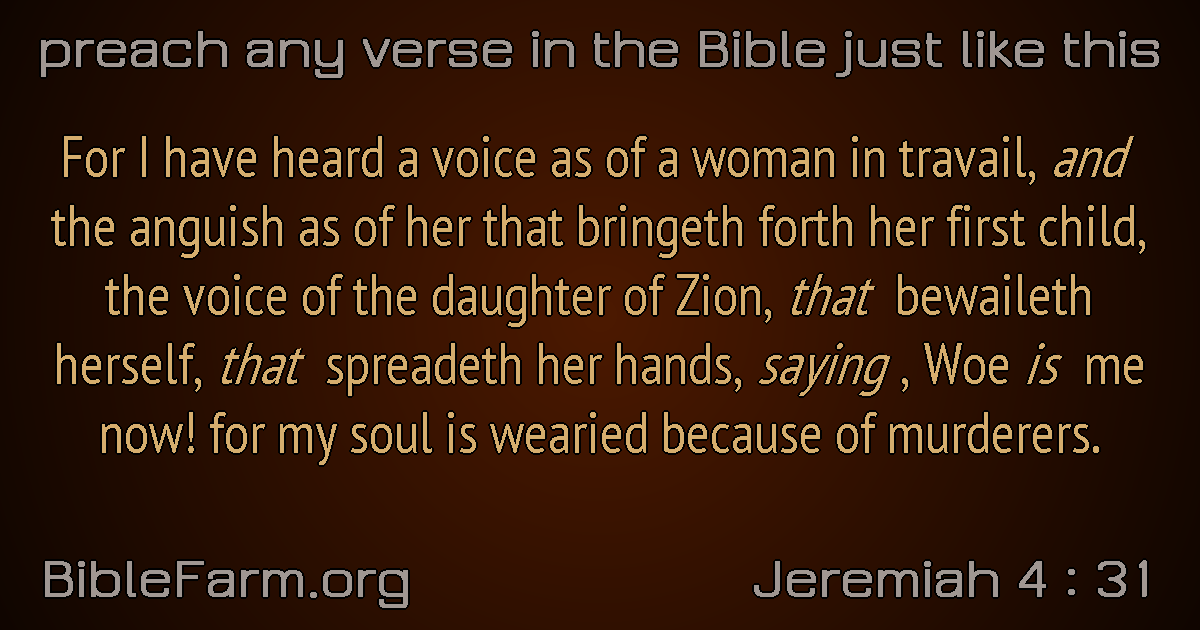 preach any verse in the Bible just like this
For I have heard a voice as of a woman in travail, and
the anguish as of her that bringeth forth her first child,
the voice of the daughter of Zion, that bewaileth
herself, that spreadeth her hands, saying , Woe is me
now! for my soul is wearied because of murderers.
BibleFarm.org
Jeremiah 4 : 31